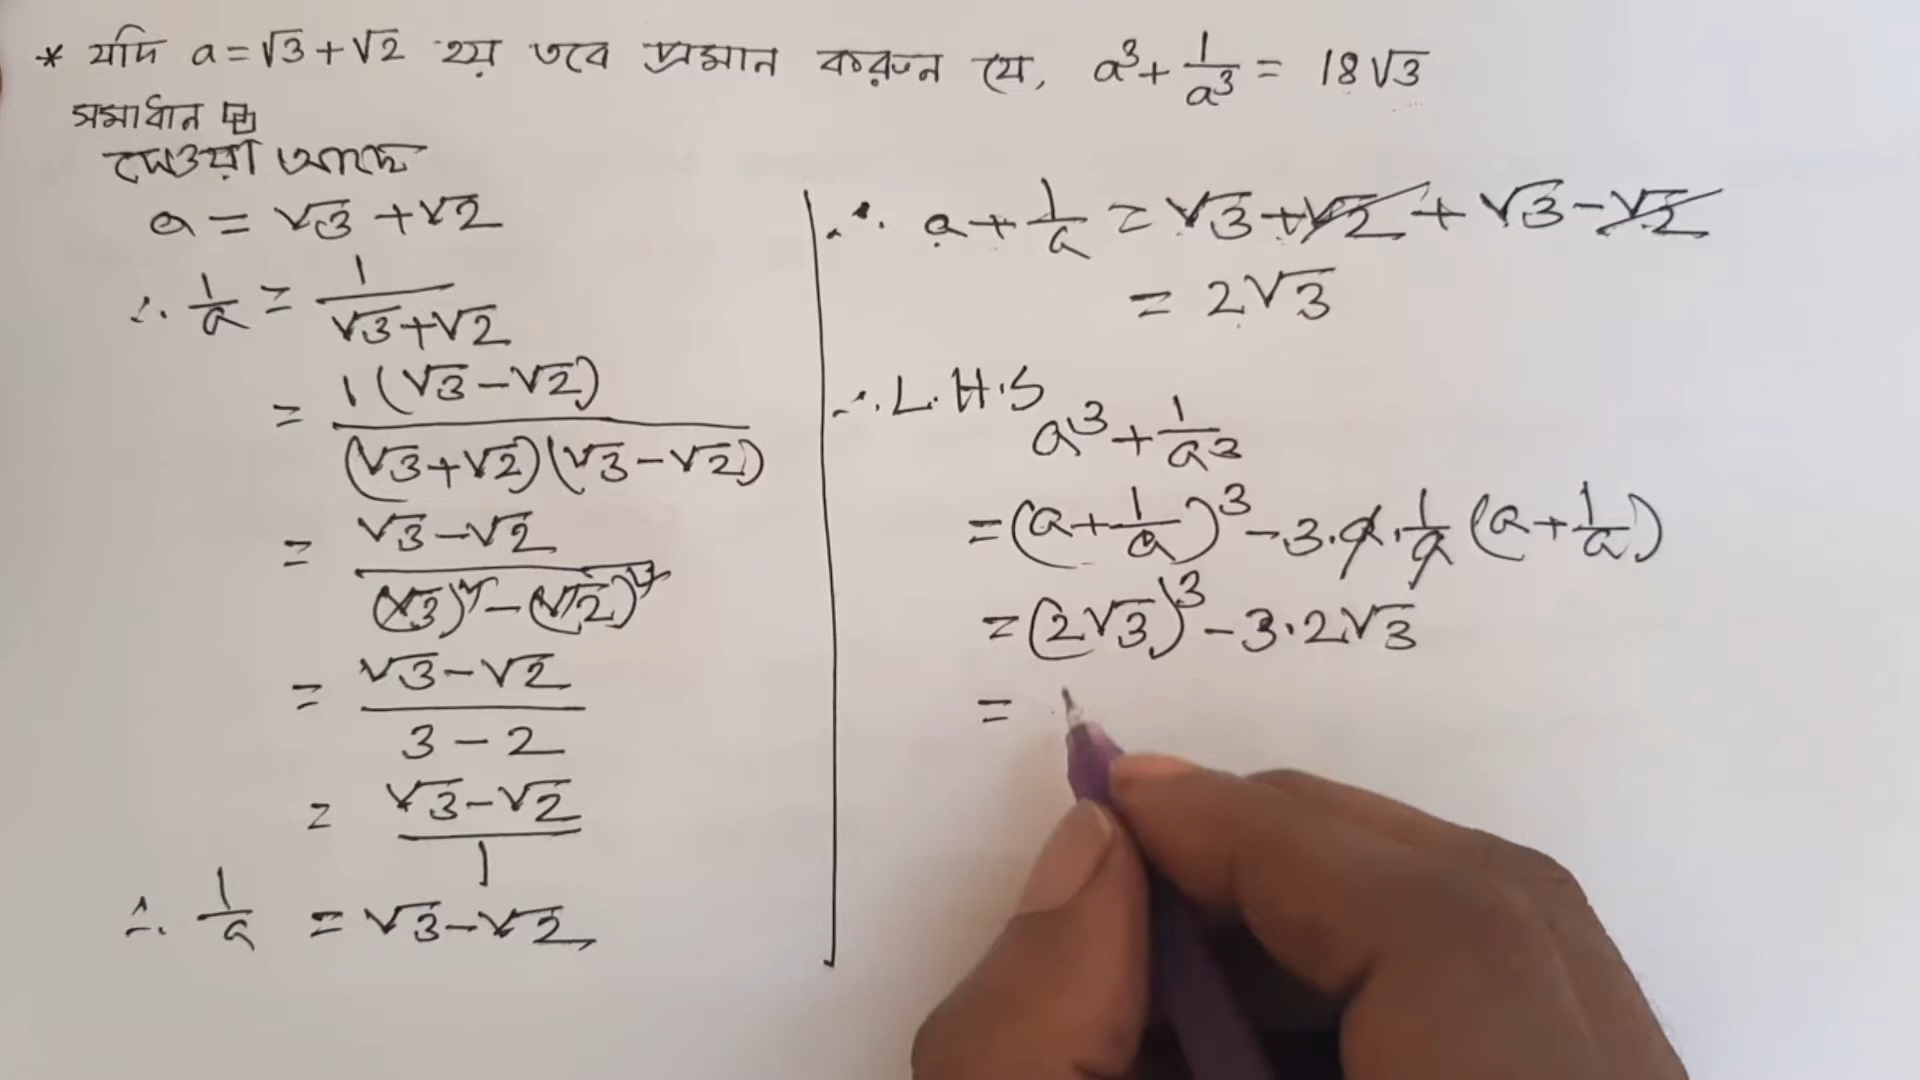 * যদি a = √3 + √2 হয় তবে প্রমান করুন যে, a³ + 1/a³ = 18√3
সমাধান
দেওয়া আছে
a = √3 + √2
∴ 1/a = 1/(√3 + √2)
= 1(√3 − √2)/((√3 + √2)(√3 − √2))
= (√3 − √2)/((√3)² − (√2)²)
= (√3 − √2)/(3 − 2)
= (√3 − √2)/1
∴ 1/a = √3 − √2
∴ a + 1/a = √3 + √2 + √3 − √2
= 2√3
∴ L.H.S
a³ + 1/a³
= (a + 1/a)³ − 3·a·1/a (a + 1/a)
= (2√3)³ − 3·2√3
=